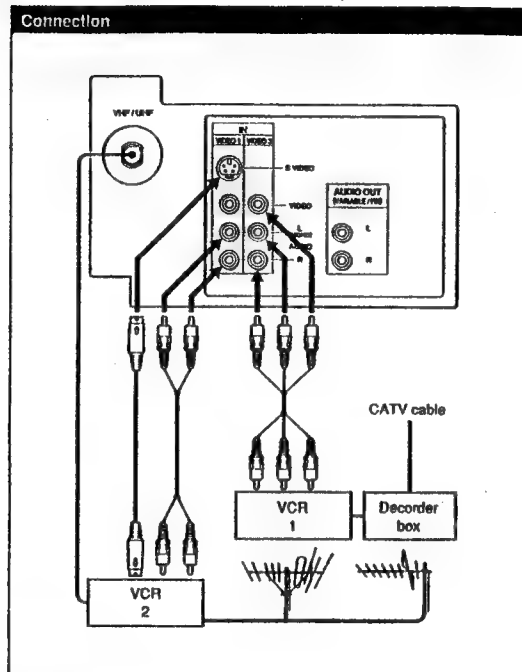 Connection
VHF/UHF
IN
VIDEO 1 VIDEO 2
S VIDEO
VIDEO
L
AUDIO
R
AUDIO OUT
L
R
CATV cable
VCR
1
Decorder
box
VCR
2